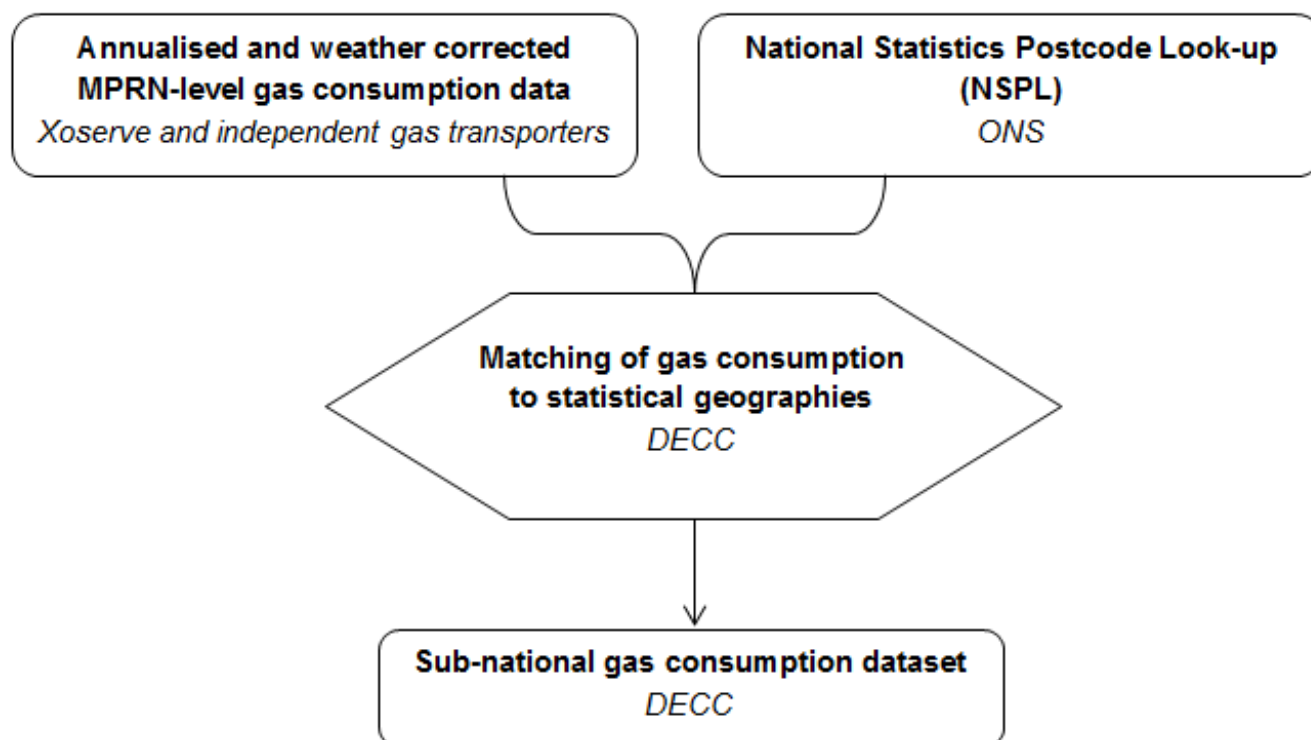 Annualised and weather corrected
MPRN-level gas consumption data
Xoserve and independent gas transporters
National Statistics Postcode Look-up
(NSPL)
ONS
Matching of gas consumption
to statistical geographies
DECC
Sub-national gas consumption dataset
DECC